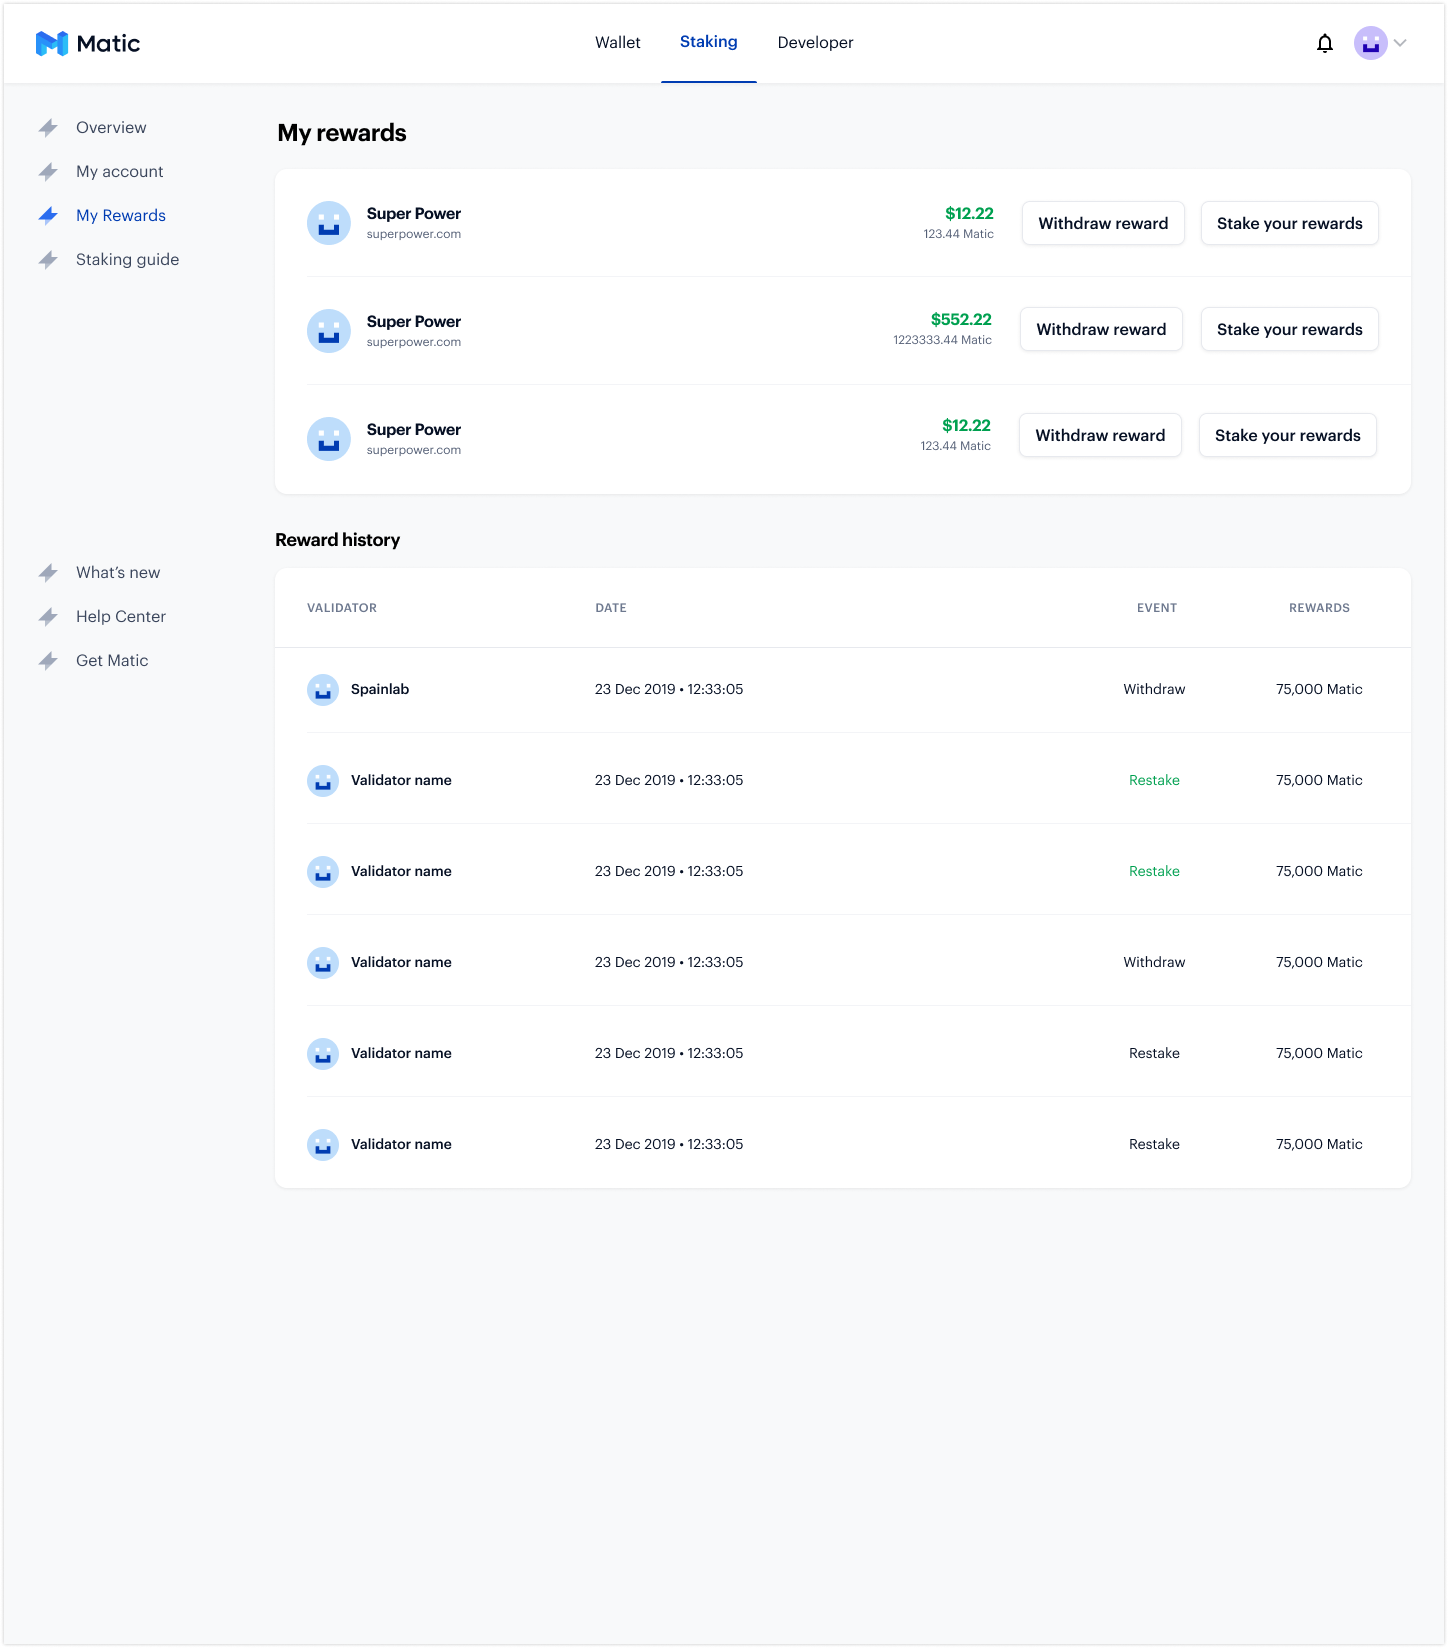 Matic
Wallet
Staking
Developer
Overview
My account
My Rewards
Staking guide
What's new
Help Center
Get Matic
My rewards
Super Power
superpower.com
$12.22
123.44 Matic
Withdraw reward
Stake your rewards
Super Power
superpower.com
$552.22
1223333.44 Matic
Withdraw reward
Stake your rewards
Super Power
superpower.com
$12.22
123.44 Matic
Withdraw reward
Stake your rewards
Reward history
VALIDATOR DATE EVENT REWARDS
Spainlab 23 Dec 2019 • 12:33:05 Withdraw 75,000 Matic
Validator name 23 Dec 2019 • 12:33:05 Restake 75,000 Matic
Validator name 23 Dec 2019 • 12:33:05 Restake 75,000 Matic
Validator name 23 Dec 2019 • 12:33:05 Withdraw 75,000 Matic
Validator name 23 Dec 2019 • 12:33:05 Restake 75,000 Matic
Validator name 23 Dec 2019 • 12:33:05 Restake 75,000 Matic